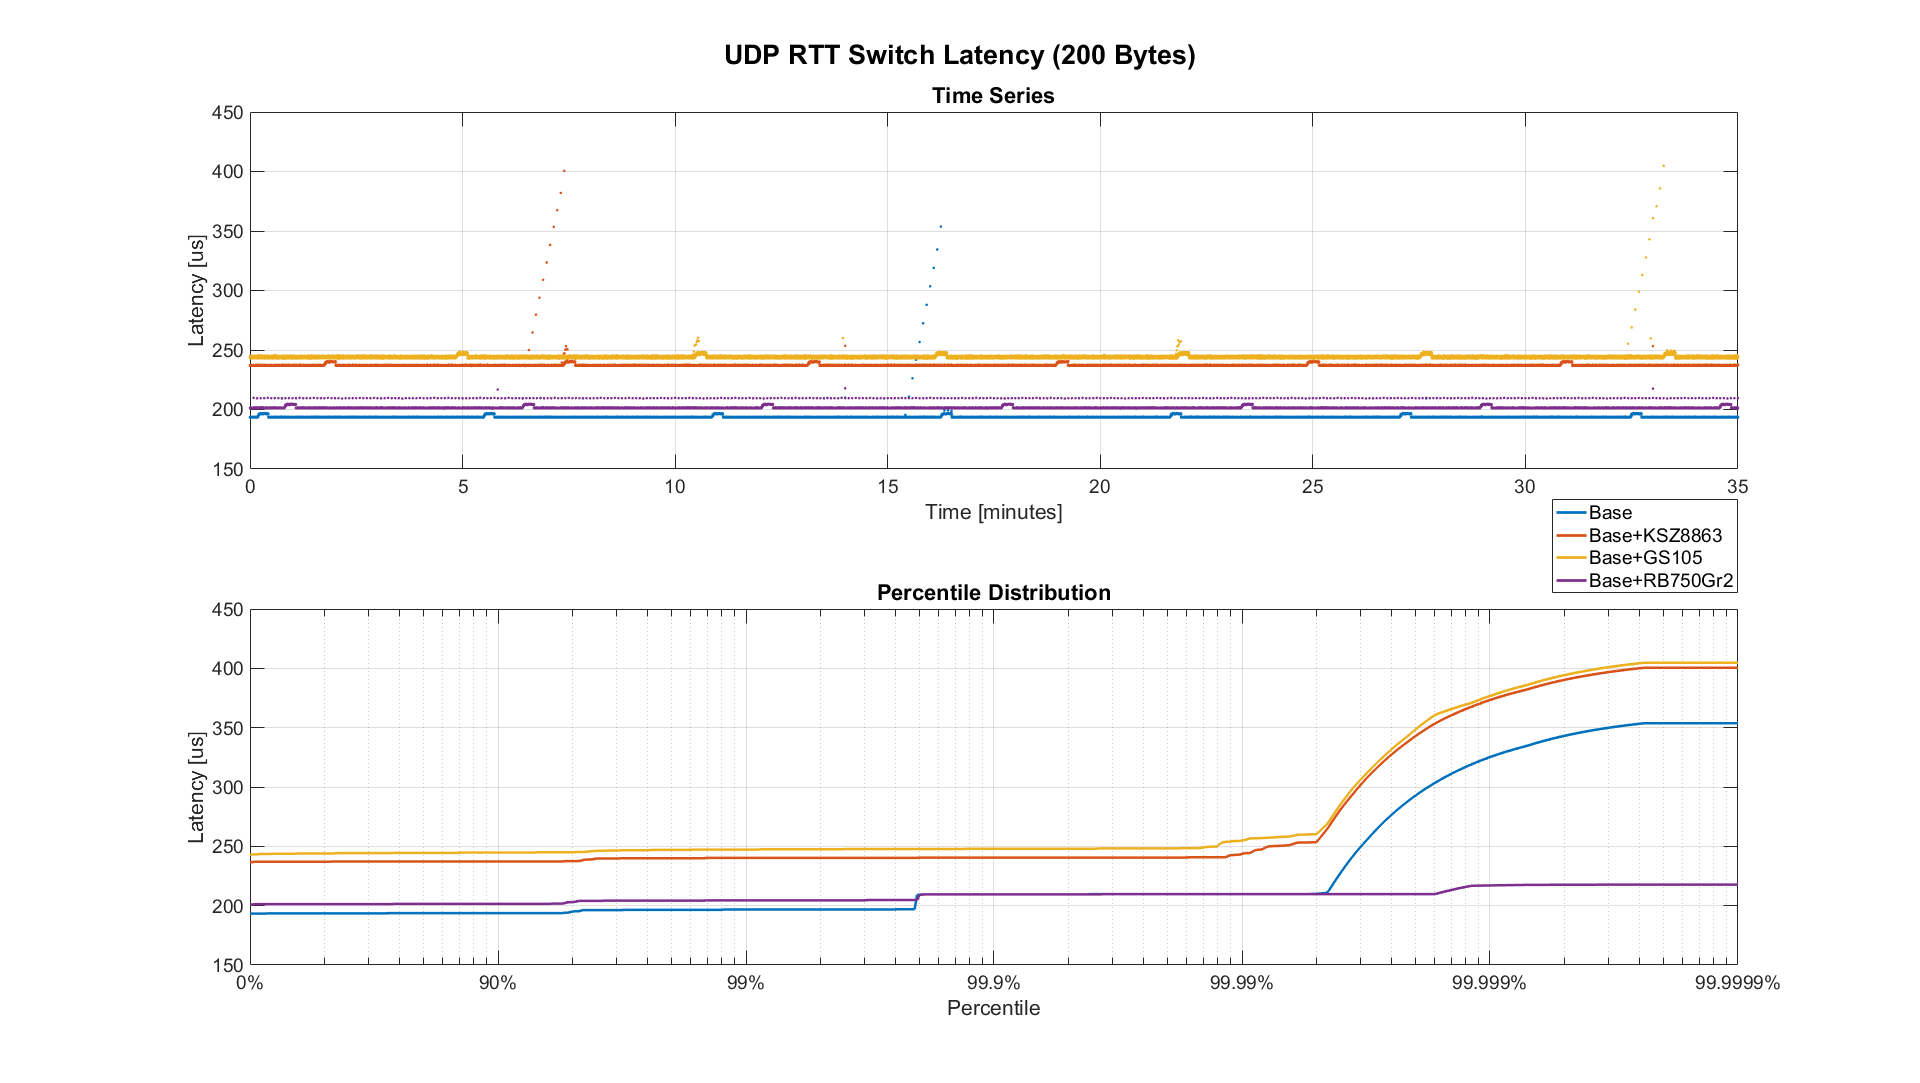 UDP RTT Switch Latency (200 Bytes)
Time Series
450
400
350
300
250
200
150
Latency [us]
0 5 10 15 20 25 30 35
Time [minutes]
Base
Base+KSZ8863
Base+GS105
Base+RB750Gr2
Percentile Distribution
450
400
350
300
250
200
150
Latency [us]
0% 90% 99% 99.9% 99.99% 99.999% 99.9999%
Percentile